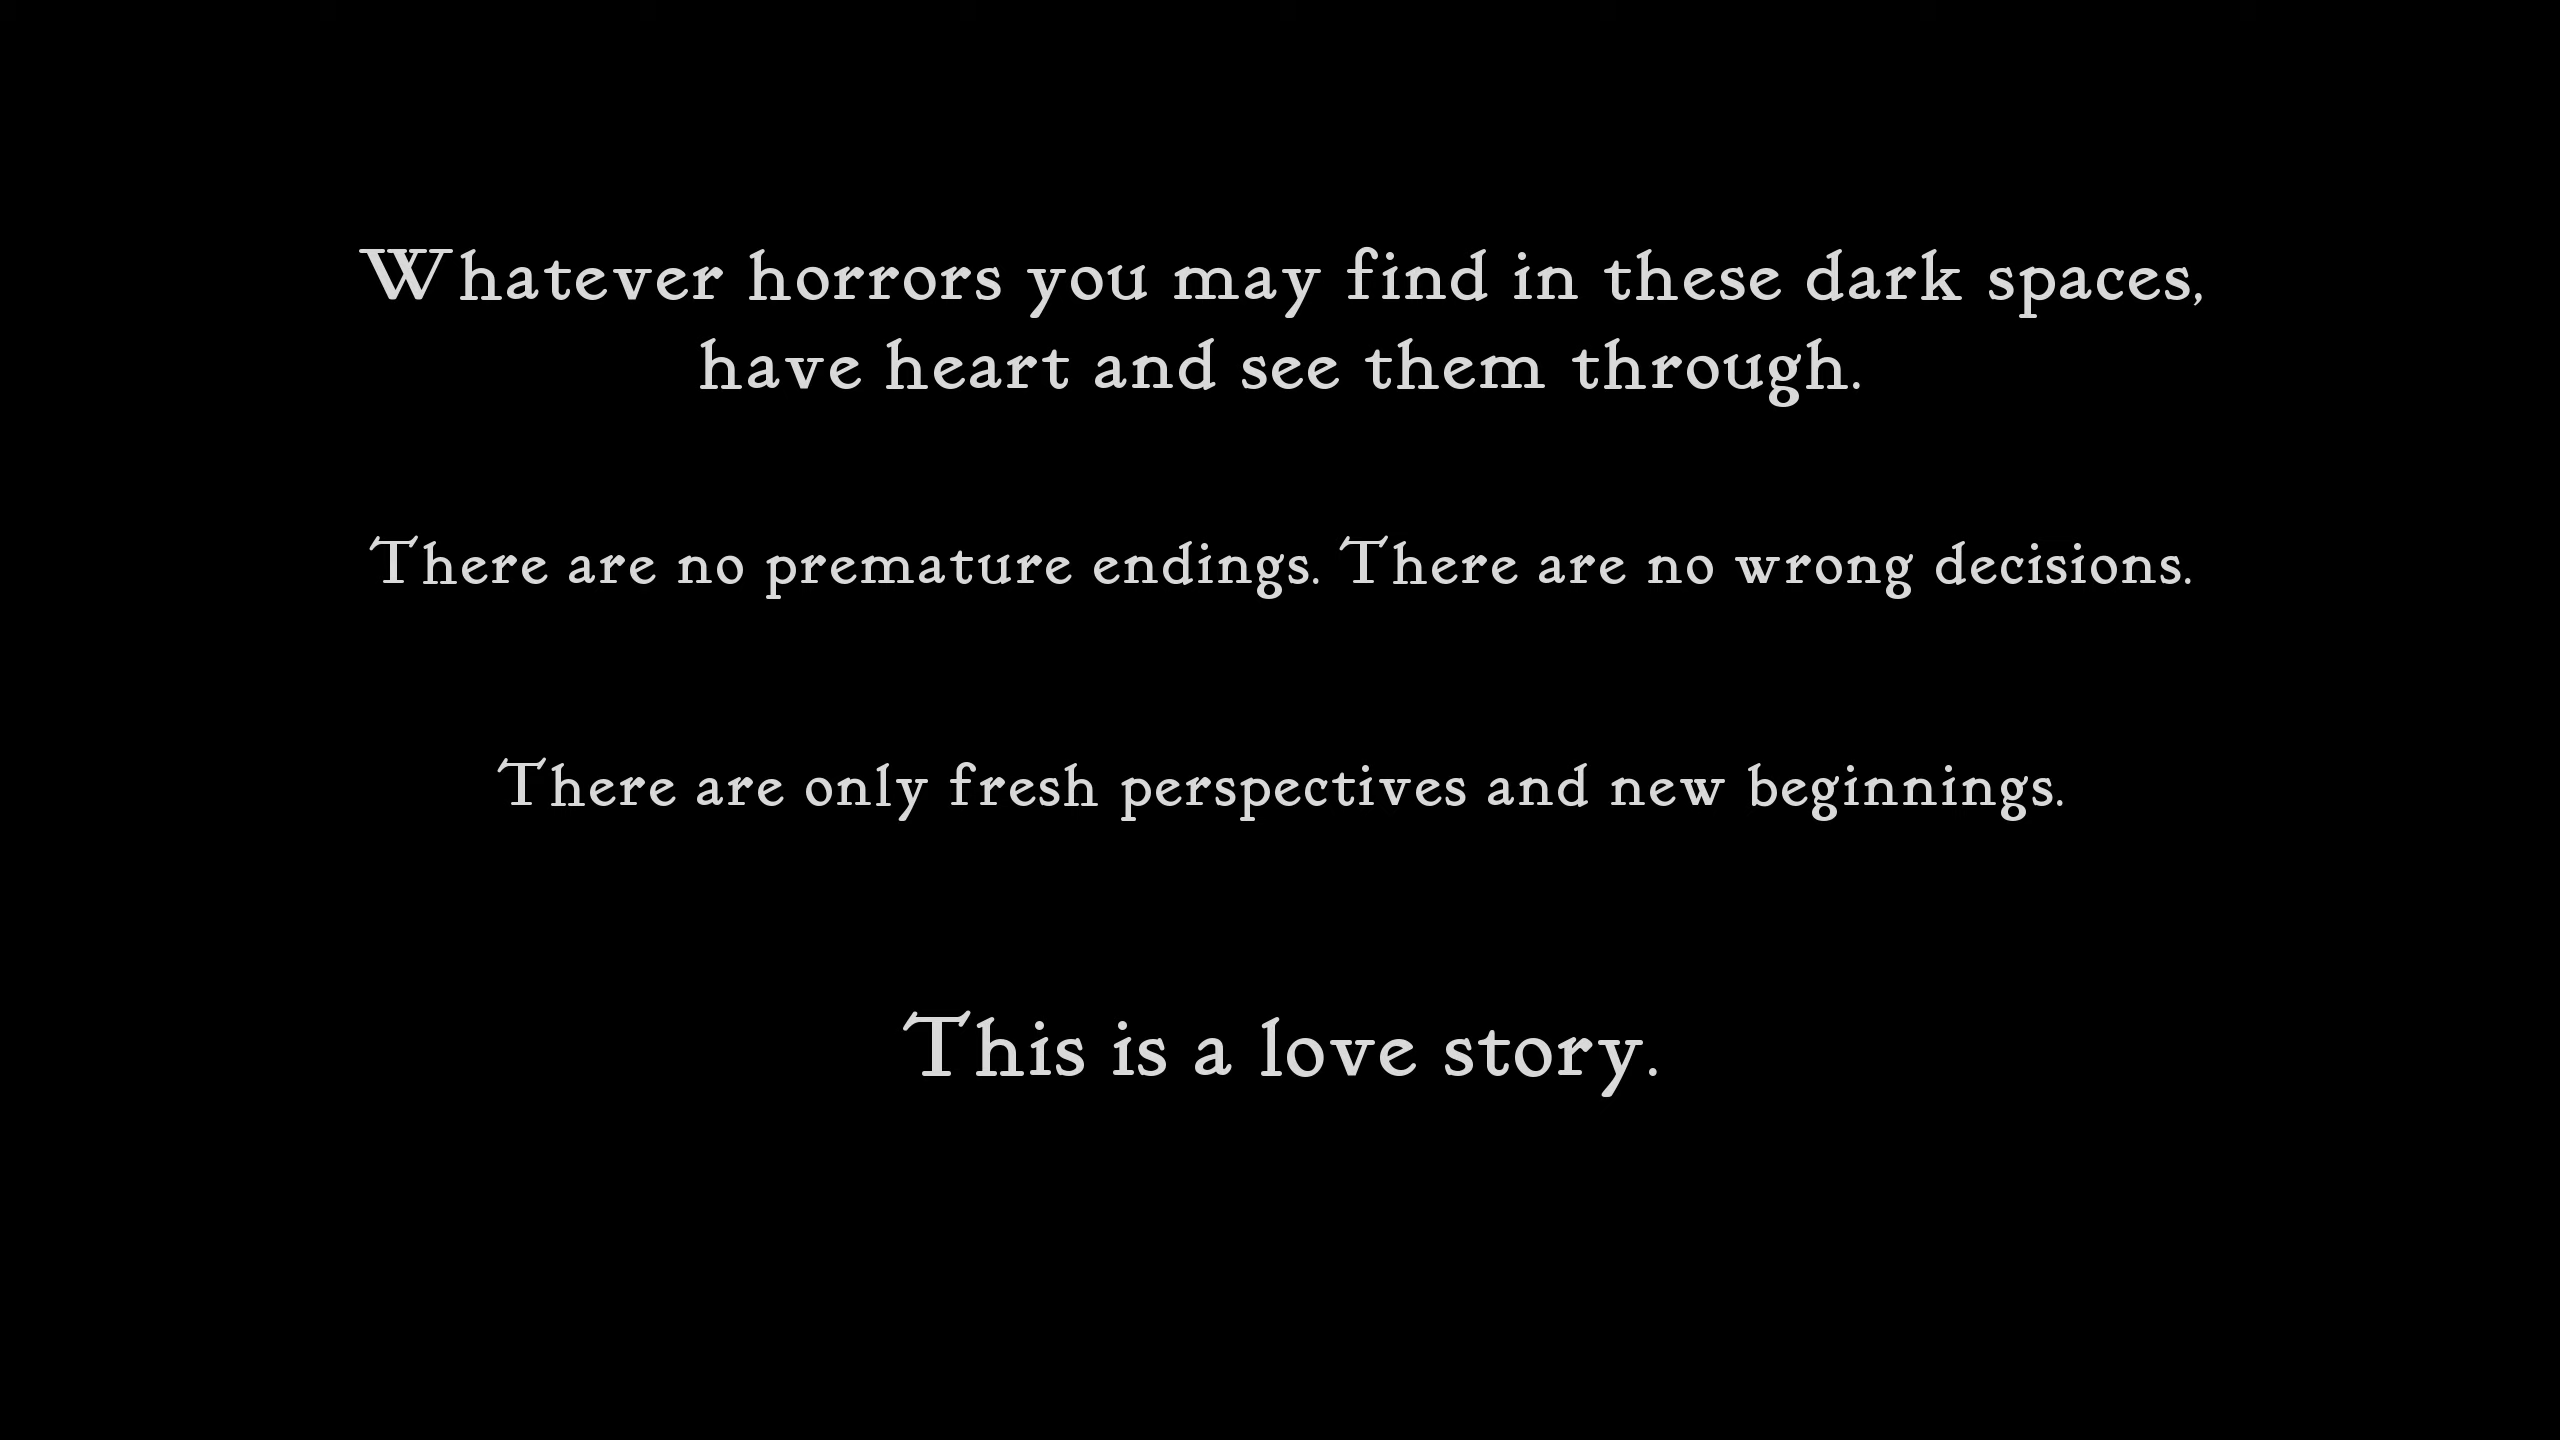 Whatever horrors you may find in these dark spaces,
have heart and see them through.
There are no premature endings. There are no wrong decisions.
There are only fresh perspectives and new beginnings.
This is a love story.